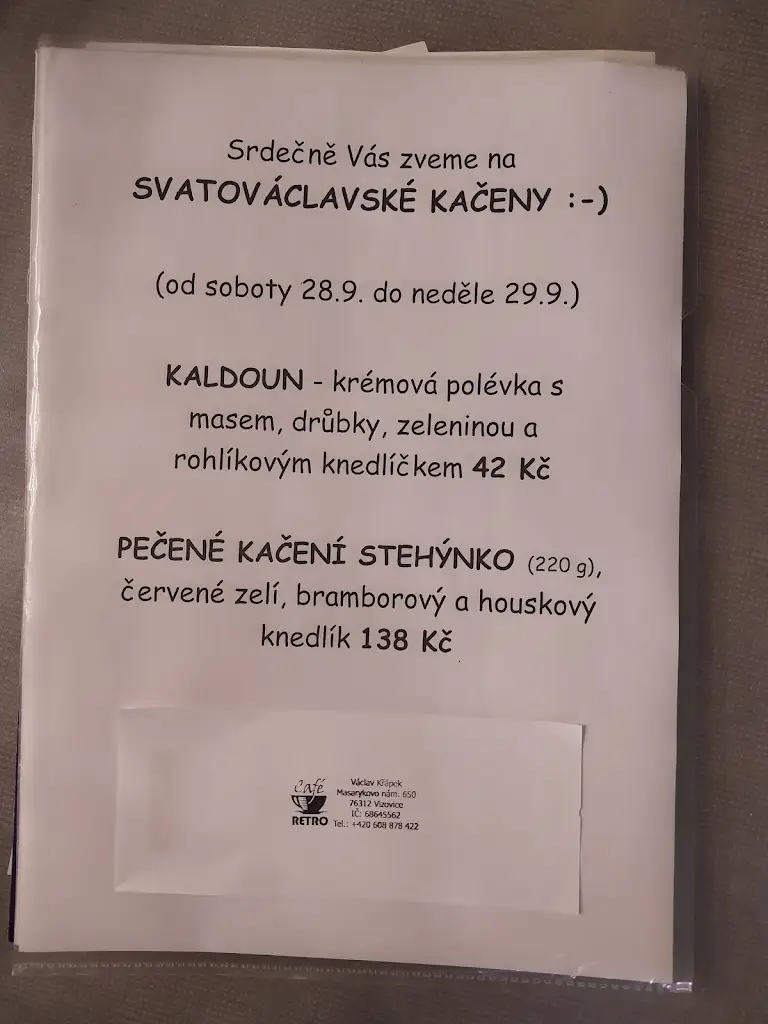 Srdečně Vás zveme na
SVATOVÁCLAVSKÉ KAČENY :-)
(od soboty 28.9. do neděle 29.9.)
KALDOUN - krémová polévka s
masem, drůbky, zeleninou a
rohlíkovým knedlíčkem 42 Kč
PEČENÉ KAČENÍ STEHÝNKO (220 g),
červené zelí, bramborový a houskový
knedlík 138 Kč
Café
RETRO
Václav Křápek
Masarykovo nám. 650
76312 Vizovice
IČ: 68645562
Tel.: +420 608 878 422